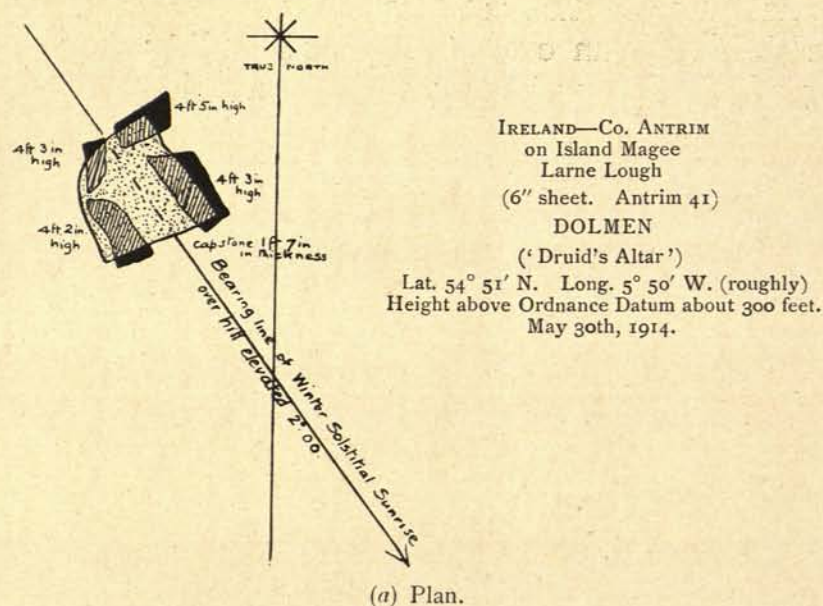 TRUE NORTH
4ft 5in high
4ft 3in
high
4ft 3in
high
4ft 2in.
high
capstone 1ft 7in
in thickness
Bearing line of Winter Solstitial Sunrise
over hill elevated 2°.00.
IRELAND—Co. ANTRIM
on Island Magee
Larne Lough
(6″ sheet. Antrim 41)
DOLMEN
(‘ Druid's Altar ’)
Lat. 54° 51′ N. Long. 5° 50′ W. (roughly)
Height above Ordnance Datum about 300 feet.
May 30th, 1914.
(a) Plan.